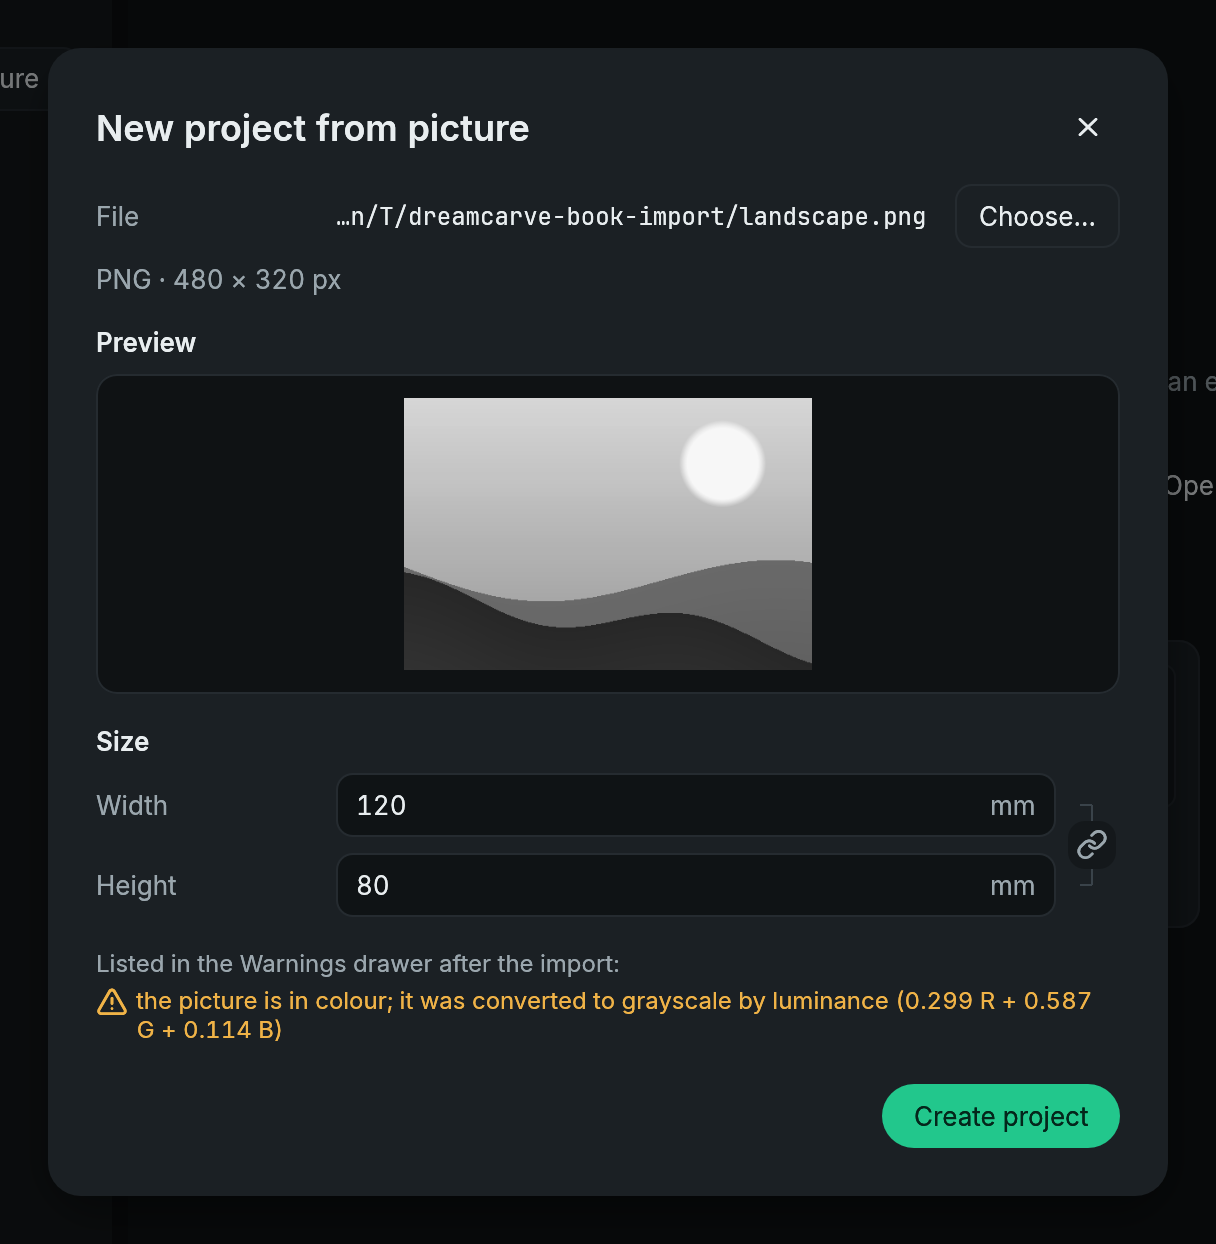 ure
New project from picture
File
…n/T/dreamcarve-book-import/landscape.png
Choose…
PNG · 480 × 320 px
an e
Preview
Ope
Size
Width
120
mm
Height
80
mm
Listed in the Warnings drawer after the import:
the picture is in colour; it was converted to grayscale by luminance (0.299 R + 0.587
G + 0.114 B)
Create project